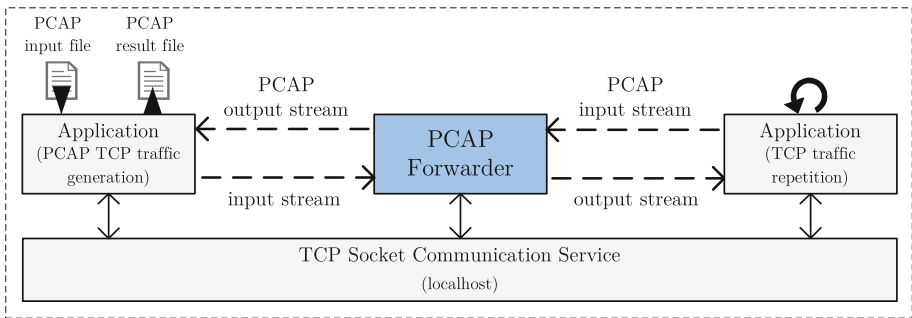 PCAP
input file
PCAP
result file
PCAP
output stream
PCAP
input stream
Application
(PCAP TCP traffic
generation)
PCAP
Forwarder
Application
(TCP traffic
repetition)
input stream
output stream
TCP Socket Communication Service
(localhost)